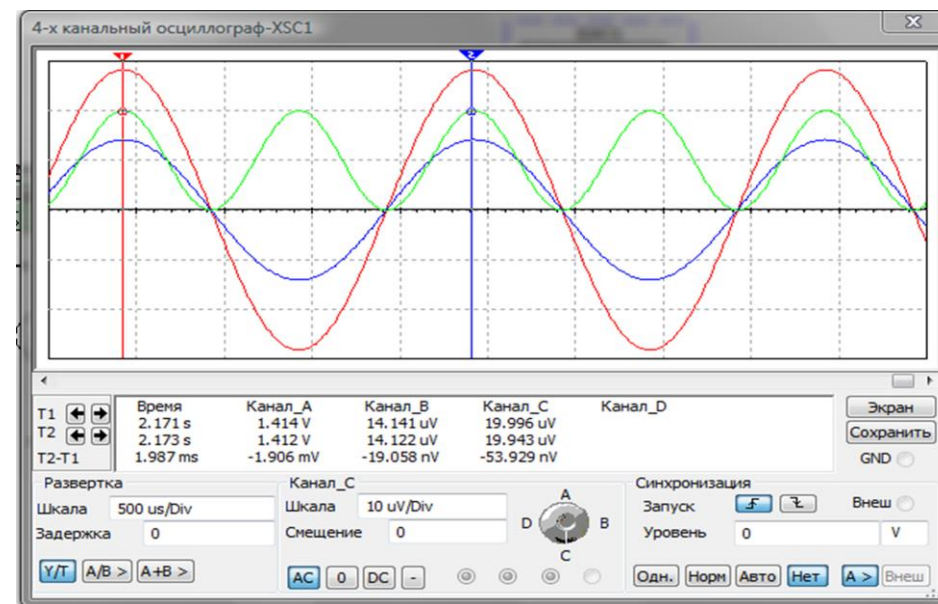 4-х канальный осциллограф-XSC1
1
2
T1
T2
T2-T1
Время Канал_A Канал_B Канал_C Канал_D
2.171 s 1.414 V 14.141 uV 19.996 uV
2.173 s 1.412 V 14.122 uV 19.943 uV
1.987 ms -1.906 mV -19.058 nV -53.929 nV
Экран
Сохранить
GND
Развертка
Шкала 500 us/Div
Задержка 0
Y/T A/B > A+B >
Канал_C
Шкала 10 uV/Div
Смещение 0
AC 0 DC -
A
D B
C
Синхронизация
Запуск Внеш
Уровень 0 V
Одн. Норм Авто Нет A > Внеш